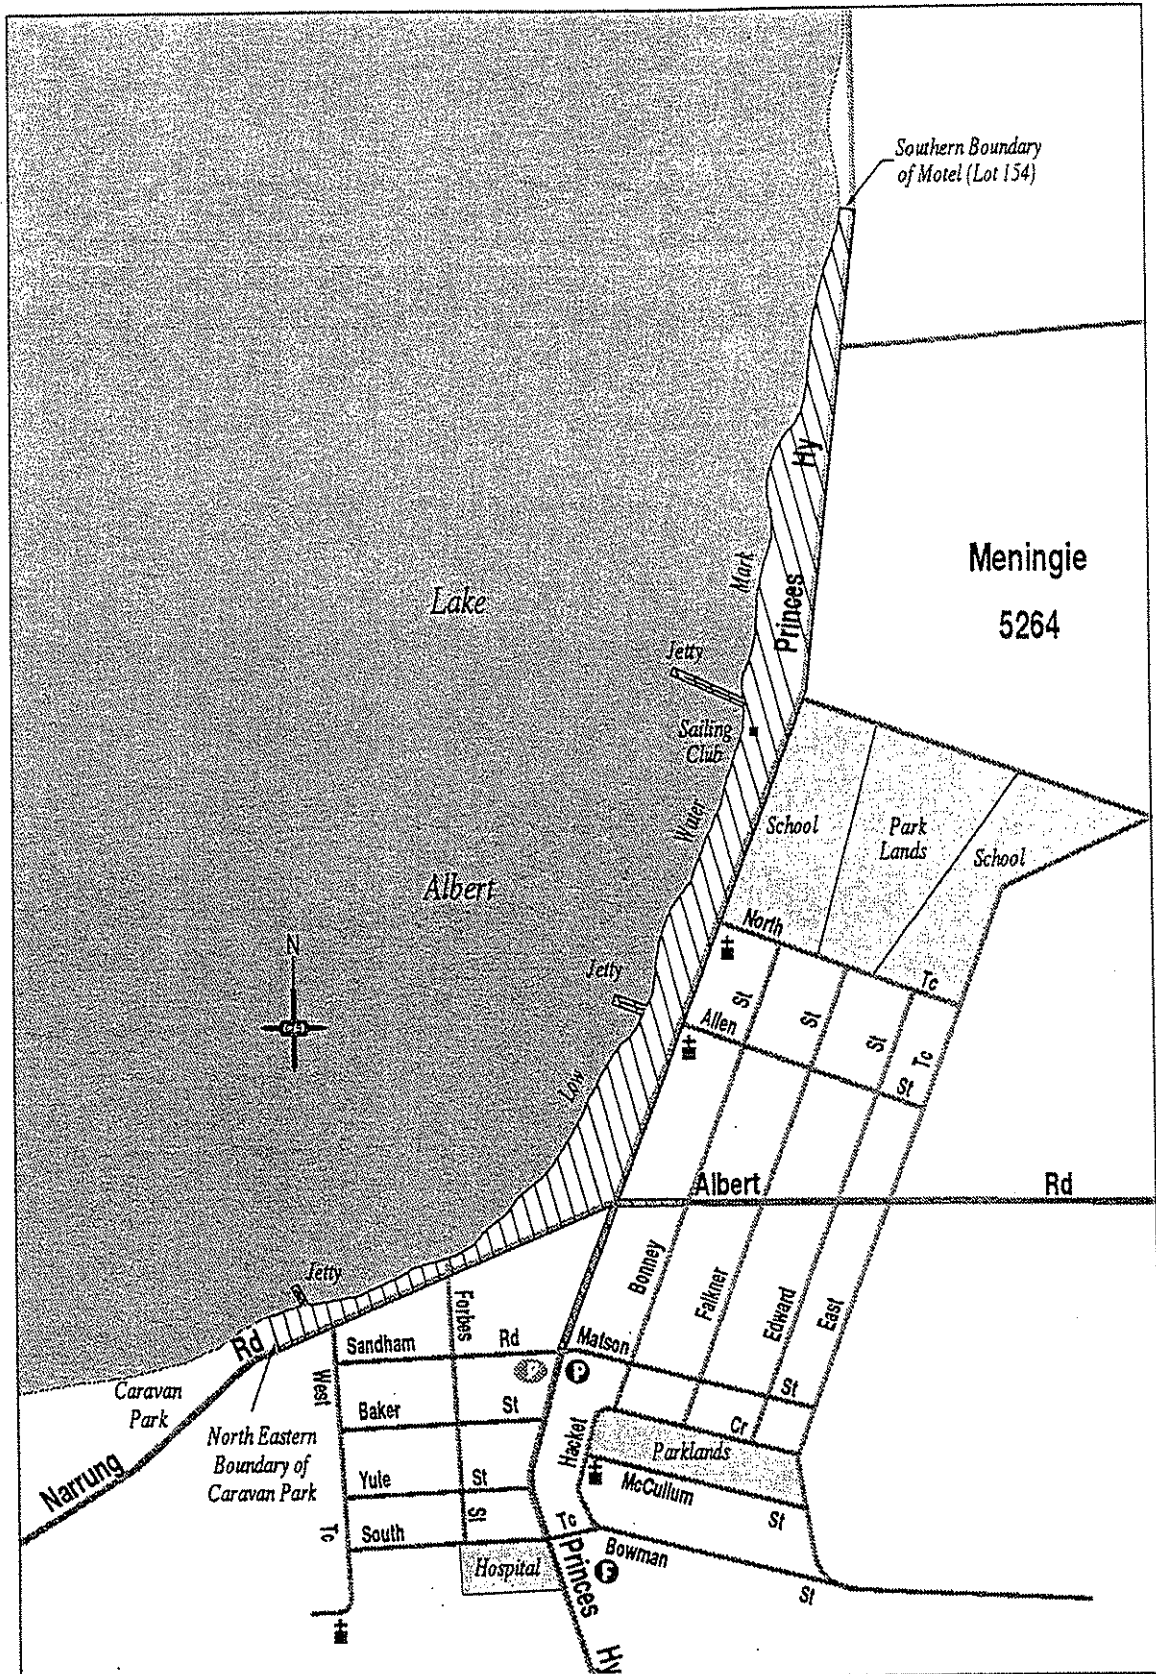 Southern Boundary
of Motel (Lot 154)
Hy
Meningie
5264
Lake
Mark
Princes
Jetty
Sailing
Club
Water
School
Park
Lands
School
Albert
North
Tc
N
Jetty
St
St
St
Tc
Allen
St
Low
Albert
Rd
Bonney
Falkner
Edward
East
Jetty
Forbes
Rd
Sandham
Rd
Matson
P
P
West
St
Caravan
Park
Baker
St
Cr
North Eastern
Boundary of
Caravan Park
Hacket
Parklands
Narrung
Yule
St
McCullum
St
St
Tc
South
Tc
Bowman
St
Hospital
Princes
F
Hy